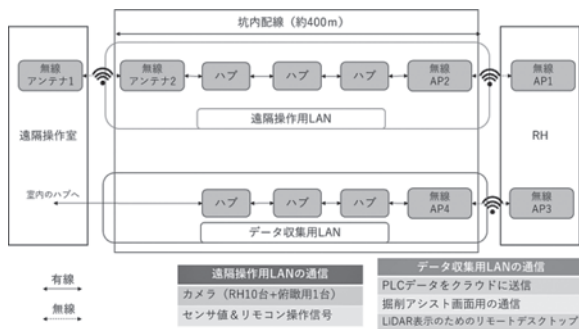 坑内配線（約400m）
無線
アンテナ1
無線
アンテナ2
ハブ
ハブ
ハブ
無線
AP2
無線
AP1
遠隔操作用LAN
遠隔操作室
RH
室内のハブへ
ハブ
ハブ
ハブ
無線
AP4
無線
AP3
データ収集用LAN
有線
無線
遠隔操作用LANの通信
カメラ（RH10台+俯瞰用1台）
センサ値＆リモコン操作信号
データ収集用LANの通信
PLCデータをクラウドに送信
掘削アシスト画面用の通信
LiDAR表示のためのリモートデスクトップ